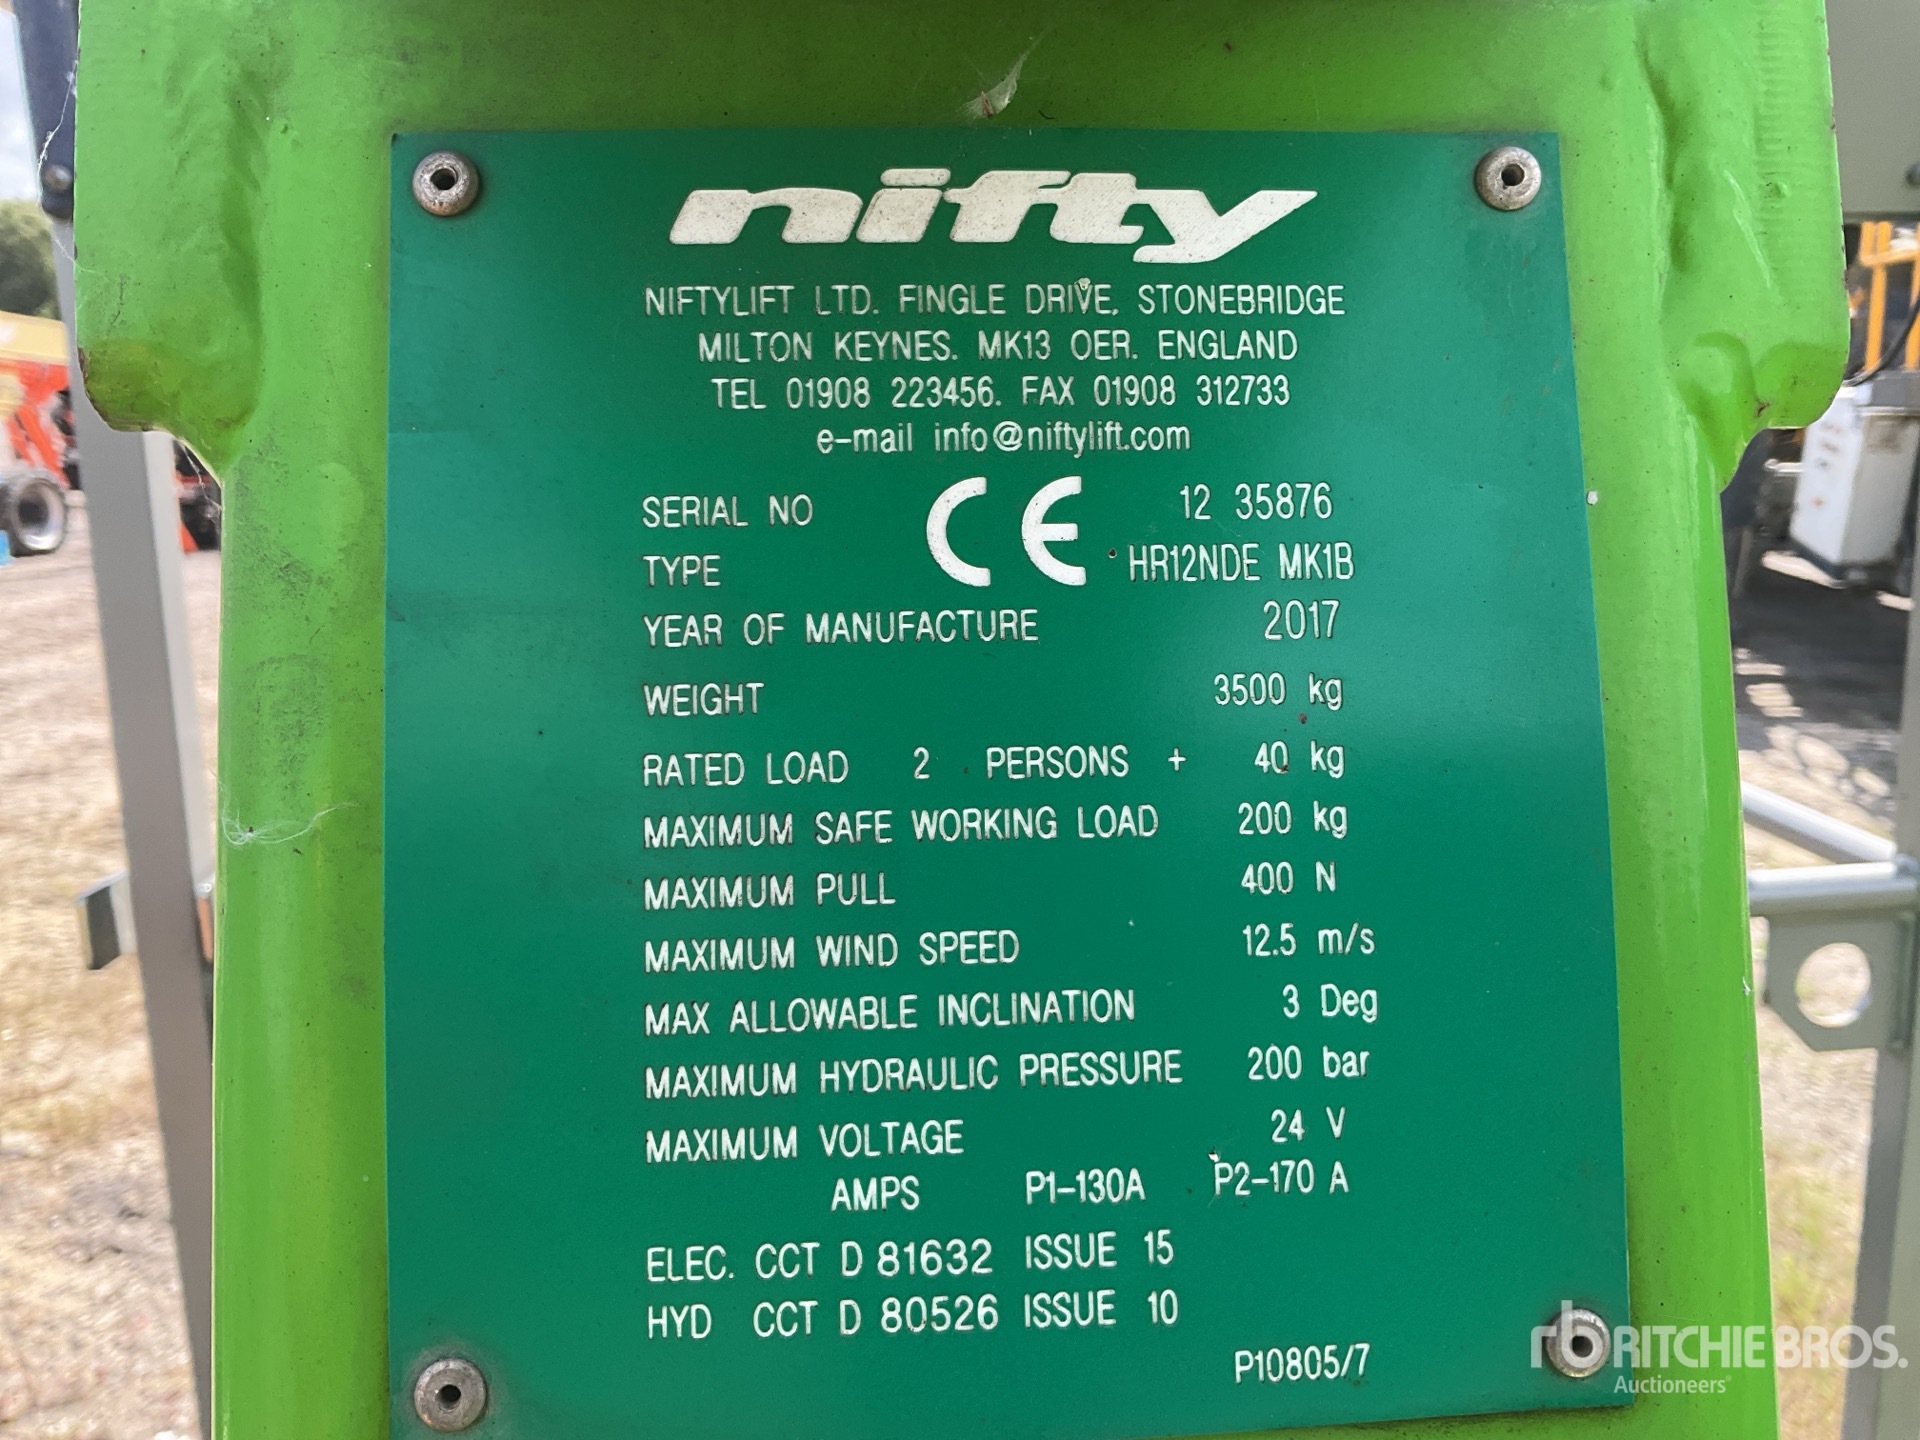 nifty
NIFTYLIFT LTD. FINGLE DRIVE, STONEBRIDGE
MILTON KEYNES. MK13 OER. ENGLAND
TEL 01908 223456. FAX 01908 312733
e-mail info@niftylift.com
SERIAL NO CE 12 35876
TYPE HR12NDE MK1B
YEAR OF MANUFACTURE 2017
WEIGHT 3500 kg
RATED LOAD 2 PERSONS + 40 kg
MAXIMUM SAFE WORKING LOAD 200 kg
MAXIMUM PULL 400 N
MAXIMUM WIND SPEED 12.5 m/s
MAX ALLOWABLE INCLINATION 3 Deg
MAXIMUM HYDRAULIC PRESSURE 200 bar
MAXIMUM VOLTAGE 24 V
AMPS P1-130A P2-170 A
ELEC. CCT D 81632 ISSUE 15
HYD CCT D 80526 ISSUE 10
P10805/7
rb RITCHIE BROS.
Auctioneers